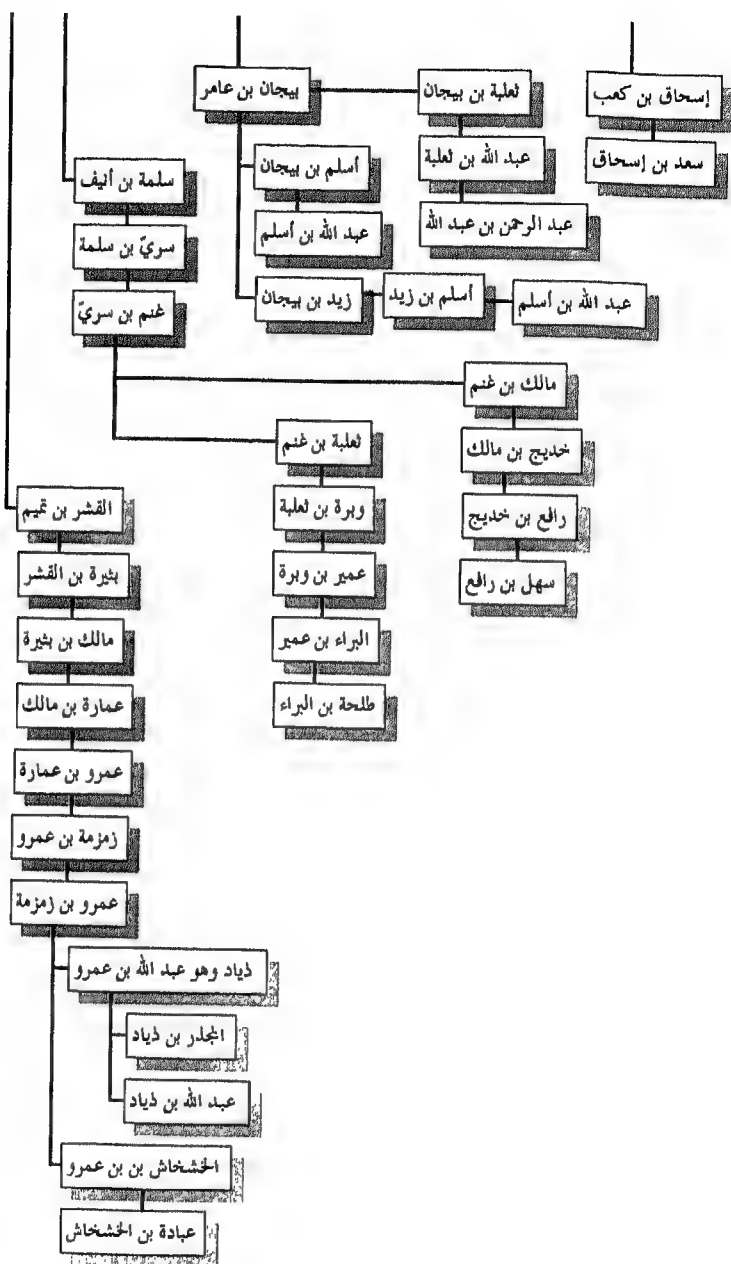 إسحاق بن كعب
سعد بن إسحاق
ثعلبة بن بيجان
عبد الله بن ثعلبة
عبد الرحمن بن عبد الله
بيجان بن عامر
أسلم بن بيجان
عبد الله بن أسلم
زيد بن بيجان
أسلم بن زيد
عبد الله بن أسلم
سلمة بن أنيف
سريّ بن سلمة
غنم بن سريّ
مالك بن غنم
خديج بن مالك
رافع بن خديج
سهل بن رافع
ثعلبة بن غنم
وبرة بن ثعلبة
عمير بن وبرة
البراء بن عمير
طلحة بن البراء
القشر بن تميم
بثيرة بن القشر
مالك بن بثيرة
عمارة بن مالك
عمرو بن عمارة
زمزمة بن عمرو
عمرو بن زمزمة
ذياد وهو عبد الله بن عمرو
المجذر بن ذياد
عبد الله بن ذياد
الخشخاش بن بن عمرو
عبادة بن الخشخاش